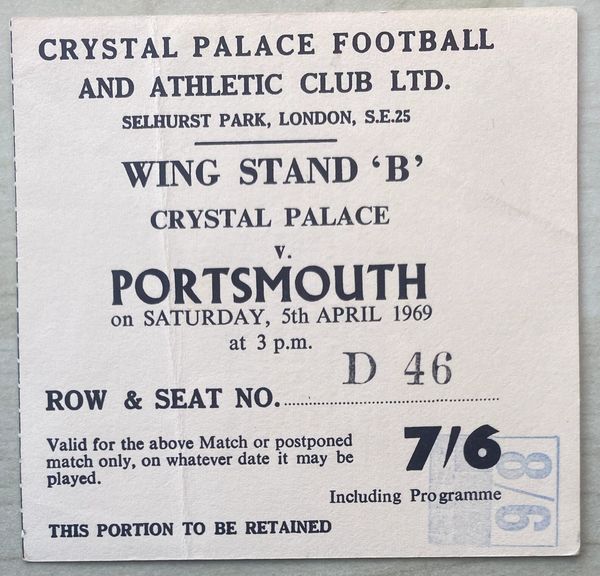 CRYSTAL PALACE FOOTBALL
AND ATHLETIC CLUB LTD.
SELHURST PARK, LONDON, S.E.25
WING STAND ‘B’
CRYSTAL PALACE
v.
PORTSMOUTH
on SATURDAY, 5th APRIL 1969
at 3 p.m.
D 46
ROW & SEAT NO.
Valid for the above Match or postponed
match only, on whatever date it may be
played.
7/6
Including Programme
8/6
THIS PORTION TO BE RETAINED